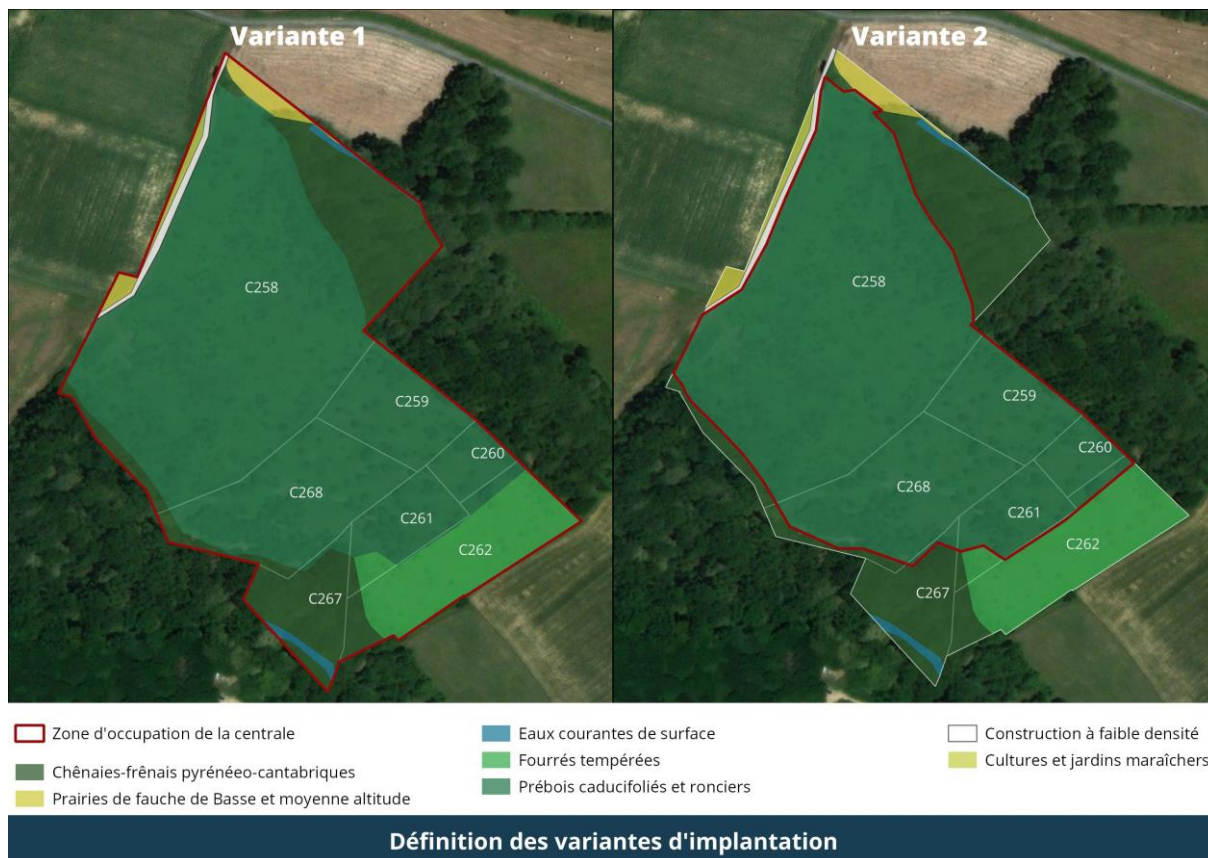 Variante 1
Variante 2
C258
C259
C260
C268
C261
C262
C267
C258
C259
C260
C268
C261
C262
C267
Zone d'occupation de la centrale
Chênaies-frênais pyrénéeo-cantabriques
Prairies de fauche de Basse et moyenne altitude
Eaux courantes de surface
Fourrés tempérées
Prébois caducifoliés et ronciers
Construction à faible densité
Cultures et jardins maraîchers
Définition des variantes d'implantation